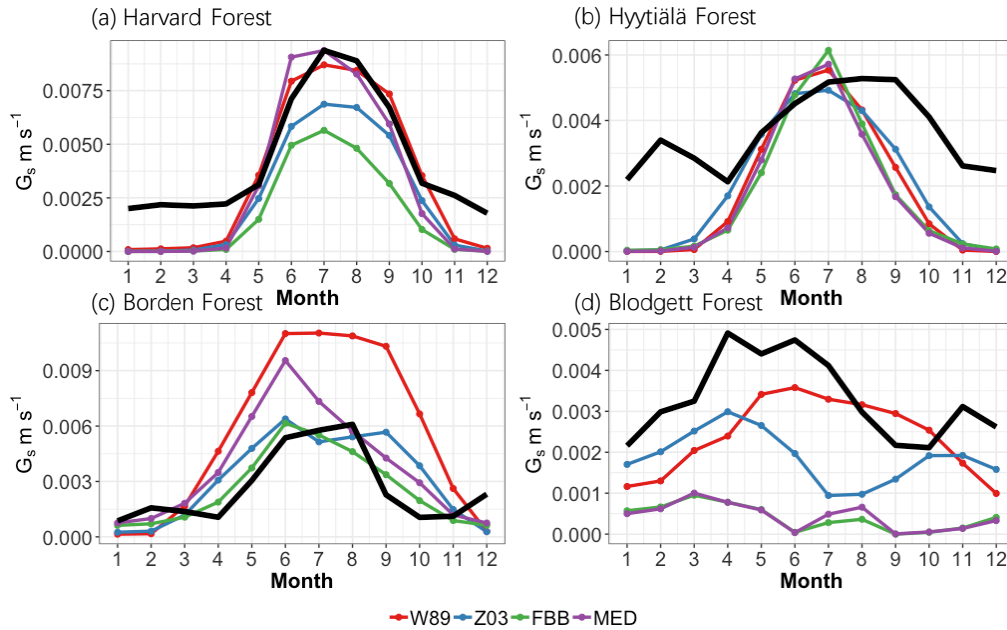 (a) Harvard Forest
(b) Hyytiälä Forest
0.0075
0.0050
0.0025
0.0000
Gₛ m s⁻¹
1 2 3 4 5 6 7 8 9 10 11 12
Month
0.006
0.004
0.002
0.000
Gₛ m s⁻¹
1 2 3 4 5 6 7 8 9 10 11 12
Month
(c) Borden Forest
(d) Blodgett Forest
0.009
0.006
0.003
0.000
Gₛ m s⁻¹
1 2 3 4 5 6 7 8 9 10 11 12
Month
0.005
0.004
0.003
0.002
0.001
0.000
Gₛ m s⁻¹
1 2 3 4 5 6 7 8 9 10 11 12
Month
W89 Z03 FBB MED